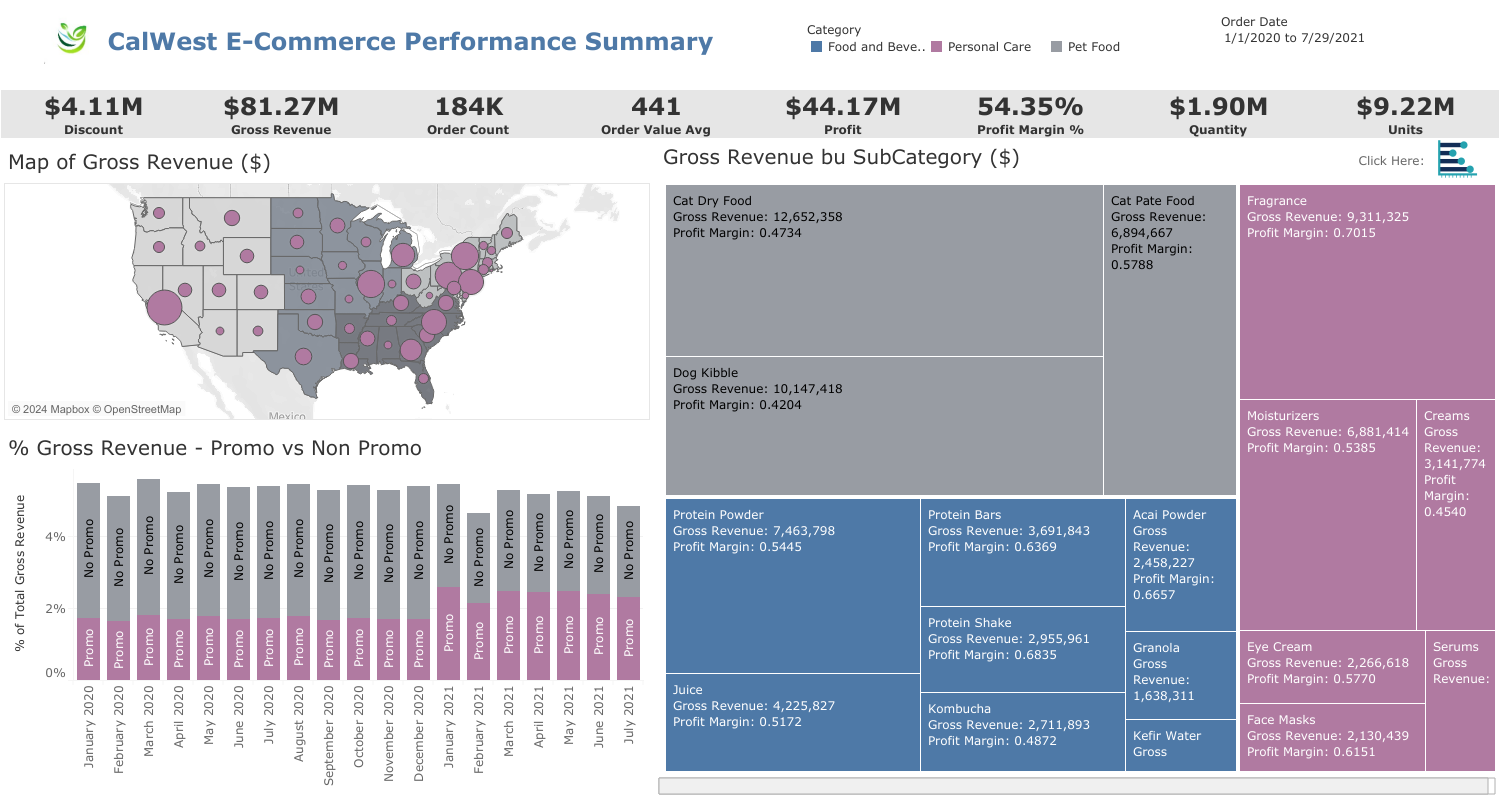 CalWest E-Commerce Performance Summary
Category
Food and Beve.. Personal Care Pet Food
Order Date
1/1/2020 to 7/29/2021
$4.11M
Discount
$81.27M
Gross Revenue
184K
Order Count
441
Order Value Avg
$44.17M
Profit
54.35%
Profit Margin %
$1.90M
Quantity
$9.22M
Units
Map of Gross Revenue ($)
United
States
Mexico
© 2024 Mapbox © OpenStreetMap
% Gross Revenue - Promo vs Non Promo
% of Total Gross Revenue
4%
2%
0%
No Promo No Promo No Promo No Promo No Promo No Promo No Promo No Promo No Promo No Promo No Promo No Promo No Promo No Promo No Promo No Promo No Promo No Promo No Promo
Promo Promo Promo Promo Promo Promo Promo Promo Promo Promo Promo Promo Promo Promo Promo Promo Promo Promo Promo
January 2020
February 2020
March 2020
April 2020
May 2020
June 2020
July 2020
August 2020
September 2020
October 2020
November 2020
December 2020
January 2021
February 2021
March 2021
April 2021
May 2021
June 2021
July 2021
Gross Revenue bu SubCategory ($)
Click Here:
Cat Dry Food
Gross Revenue: 12,652,358
Profit Margin: 0.4734
Cat Pate Food
Gross Revenue:
6,894,667
Profit Margin:
0.5788
Dog Kibble
Gross Revenue: 10,147,418
Profit Margin: 0.4204
Fragrance
Gross Revenue: 9,311,325
Profit Margin: 0.7015
Moisturizers
Gross Revenue: 6,881,414
Profit Margin: 0.5385
Creams
Gross
Revenue:
3,141,774
Profit
Margin:
0.4540
Protein Powder
Gross Revenue: 7,463,798
Profit Margin: 0.5445
Protein Bars
Gross Revenue: 3,691,843
Profit Margin: 0.6369
Acai Powder
Gross
Revenue:
2,458,227
Profit Margin:
0.6657
Protein Shake
Gross Revenue: 2,955,961
Profit Margin: 0.6835
Granola
Gross
Revenue:
1,638,311
Juice
Gross Revenue: 4,225,827
Profit Margin: 0.5172
Kombucha
Gross Revenue: 2,711,893
Profit Margin: 0.4872
Kefir Water
Gross
Eye Cream
Gross Revenue: 2,266,618
Profit Margin: 0.5770
Serums
Gross
Revenue:
Face Masks
Gross Revenue: 2,130,439
Profit Margin: 0.6151